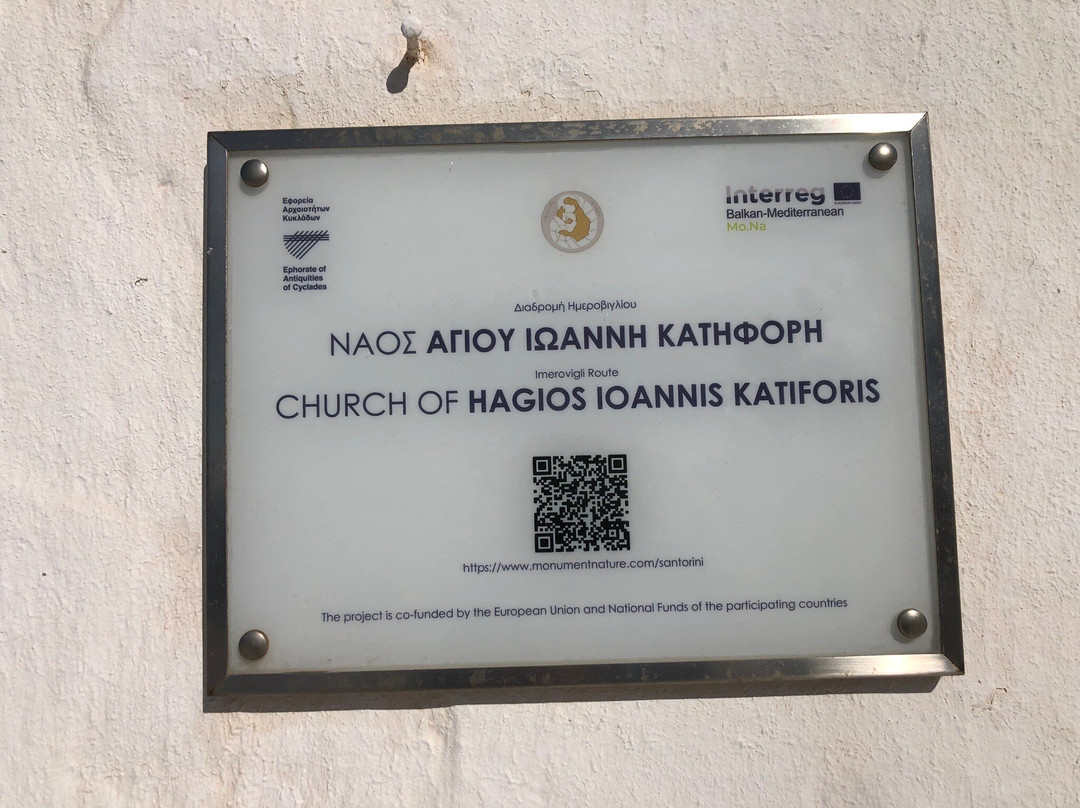 Εφορεία
Αρχαιοτήτων
Κυκλάδων
Ephorate of
Antiquities
of Cyclades
Interreg
Balkan-Mediterranean
Mo.Na
Διαδρομή Ημεροβιγλίου
ΝΑΟΣ ΑΓΙΟΥ ΙΩΑΝΝΗ ΚΑΤΗΦΟΡΗ
Imerovigli Route
CHURCH OF HAGIOS IOANNIS KATIFORIS
https://www.monumentnature.com/santorini
The project is co-funded by the European Union and National Funds of the participating countries